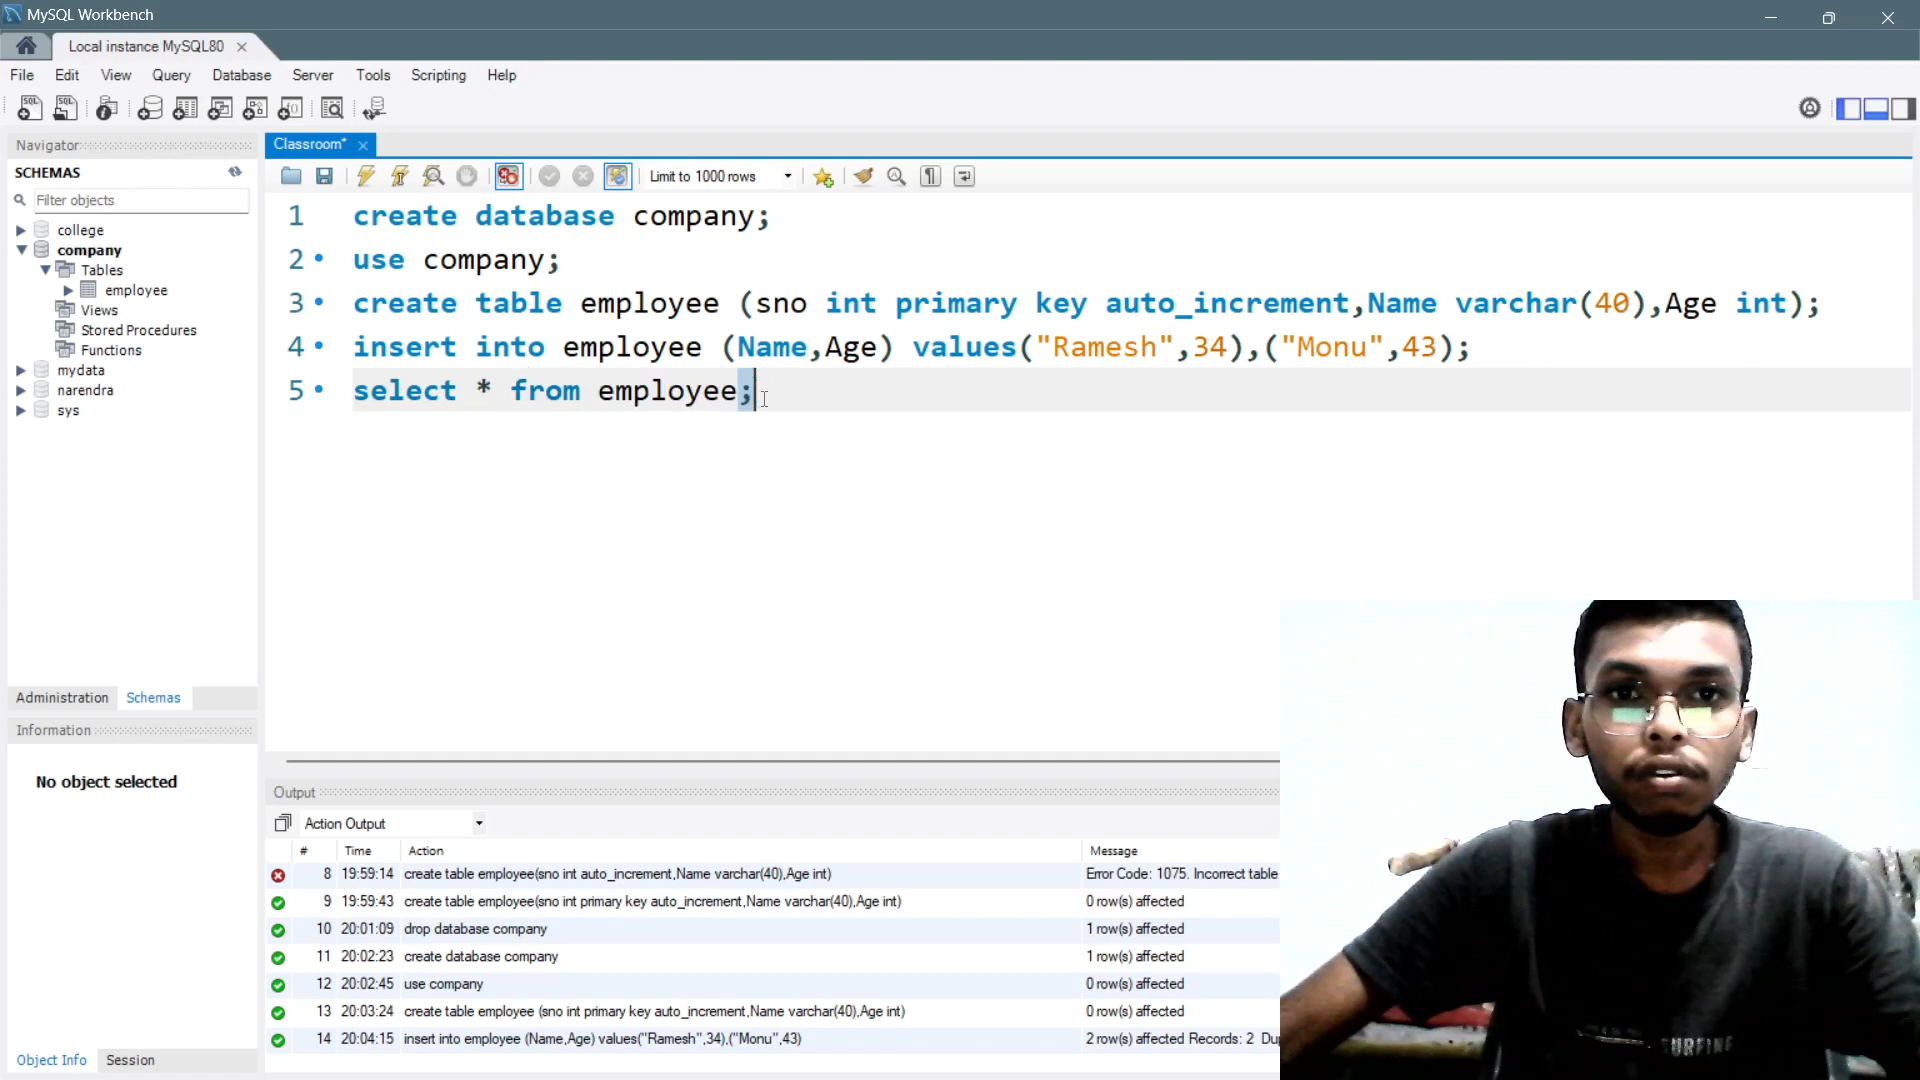 MySQL Workbench
Local instance MySQL80
File Edit View Query Database Server Tools Scripting Help
Navigator
SCHEMAS
Filter objects
college
company
Tables
employee
Views
Stored Procedures
Functions
mydata
narendra
sys
Administration Schemas
Information
No object selected
Object Info Session
Classroom*
Limit to 1000 rows
1 create database company;
2 use company;
3 create table employee (sno int primary key auto_increment,Name varchar(40),Age int);
4 insert into employee (Name,Age) values("Ramesh",34),("Monu",43);
5 select * from employee;
Output
Action Output
# Time Action Message
8 19:59:14 create table employee(sno int auto_increment,Name varchar(40),Age int) Error Code: 1075. Incorrect table
9 19:59:43 create table employee(sno int primary key auto_increment,Name varchar(40),Age int) 0 row(s) affected
10 20:01:09 drop database company 1 row(s) affected
11 20:02:23 create database company 1 row(s) affected
12 20:02:45 use company 0 row(s) affected
13 20:03:24 create table employee (sno int primary key auto_increment,Name varchar(40),Age int) 0 row(s) affected
14 20:04:15 insert into employee (Name,Age) values("Ramesh",34),("Monu",43) 2 row(s) affected Records: 2 Du
SURFING